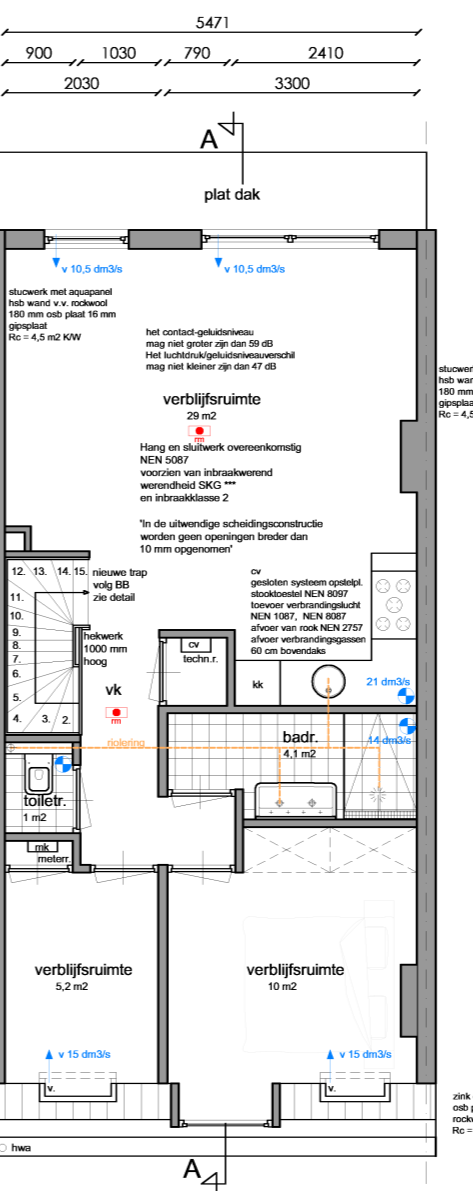 5471
900 1030 790 2410
2030 3300
A
plat dak
v 10,5 dm3/s
v 10,5 dm3/s
stucwerk met aquapanel
hsb wand v.v. rockwool
180 mm osb plaat 16 mm
gipsplaat
Rc = 4,5 m2 K/W
het contact-geluidsniveau
mag niet groter zijn dan 59 dB
Het luchtdruk/geluidsniveauverschil
mag niet kleiner zijn dan 47 dB
stucwerk
hsb wan
180 mm
gipsplaa
Rc = 4,5
verblijfsruimte
29 m2
rm
Hang en sluitwerk overeenkomstig
NEN 5087
voorzien van inbraakwerend
werendheid SKG ***
en inbraakklasse 2
'In de uitwendige scheidingsconstructie
worden geen openingen breder dan
10 mm opgenomen'
12. 13. 14. 15.
11.
10.
9.
8.
7.
6.
5.
4. 3. 2.
nieuwe trap
volg BB
zie detail
hekwerk
1000 mm
hoog
cv
gesloten systeem opstelpl.
stooktoestel NEN 8097
toevoer verbrandingslucht
NEN 1087, NEN 8087
afvoer van rook NEN 2757
afvoer verbrandingsgassen
60 cm bovendaks
cv
techn.r.
kk
21 dm3/s
vk
rm
riolering
badr.
4,1 m2
14 dm3/s
toiletr.
1 m2
mk
meterr.
verblijfsruimte
5,2 m2
verblijfsruimte
10 m2
v 15 dm3/s
v 15 dm3/s
v.
v.
zink
osb p
rockw
Rc =
hwa
A